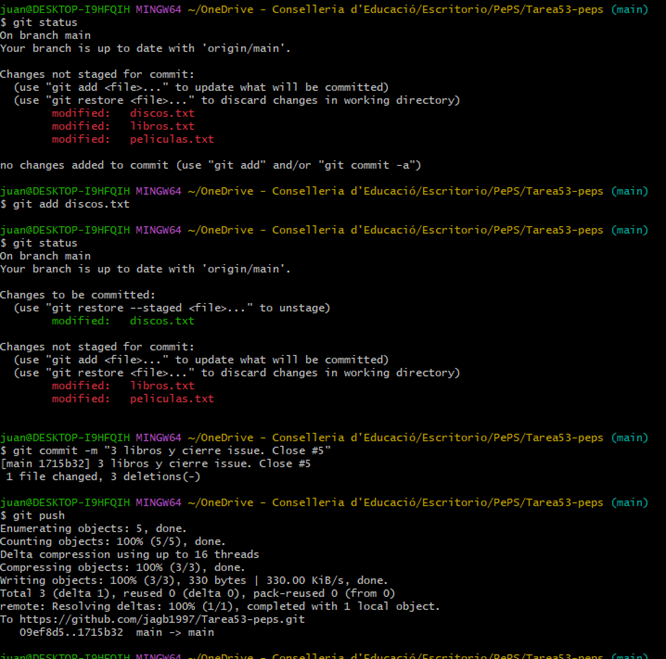 juan@DESKTOP-I9HFQIH MINGW64 ~/OneDrive - Conselleria d'Educació/Escritorio/PePS/Tarea53-peps (main)
$ git status
On branch main
Your branch is up to date with 'origin/main'.

Changes not staged for commit:
  (use "git add <file>..." to update what will be committed)
  (use "git restore <file>..." to discard changes in working directory)
        modified:   discos.txt
        modified:   libros.txt
        modified:   peliculas.txt

no changes added to commit (use "git add" and/or "git commit -a")

juan@DESKTOP-I9HFQIH MINGW64 ~/OneDrive - Conselleria d'Educació/Escritorio/PePS/Tarea53-peps (main)
$ git add discos.txt

juan@DESKTOP-I9HFQIH MINGW64 ~/OneDrive - Conselleria d'Educació/Escritorio/PePS/Tarea53-peps (main)
$ git status
On branch main
Your branch is up to date with 'origin/main'.

Changes to be committed:
  (use "git restore --staged <file>..." to unstage)
        modified:   discos.txt

Changes not staged for commit:
  (use "git add <file>..." to update what will be committed)
  (use "git restore <file>..." to discard changes in working directory)
        modified:   libros.txt
        modified:   peliculas.txt

juan@DESKTOP-I9HFQIH MINGW64 ~/OneDrive - Conselleria d'Educació/Escritorio/PePS/Tarea53-peps (main)
$ git commit -m "3 libros y cierre issue. Close #5"
[main 1715b32] 3 libros y cierre issue. Close #5
 1 file changed, 3 deletions(-)

juan@DESKTOP-I9HFQIH MINGW64 ~/OneDrive - Conselleria d'Educació/Escritorio/PePS/Tarea53-peps (main)
$ git push
Enumerating objects: 5, done.
Counting objects: 100% (5/5), done.
Delta compression using up to 16 threads
Compressing objects: 100% (3/3), done.
Writing objects: 100% (3/3), 330 bytes | 330.00 KiB/s, done.
Total 3 (delta 1), reused 0 (delta 0), pack-reused 0 (from 0)
remote: Resolving deltas: 100% (1/1), completed with 1 local object.
To https://github.com/jagb1997/Tarea53-peps.git
   09ef8d5..1715b32  main -> main

juan@DESKTOP-I9HFQIH MINGW64 ~/OneDrive - Conselleria d'Educació/Escritorio/PePS/Tarea53-peps (main)